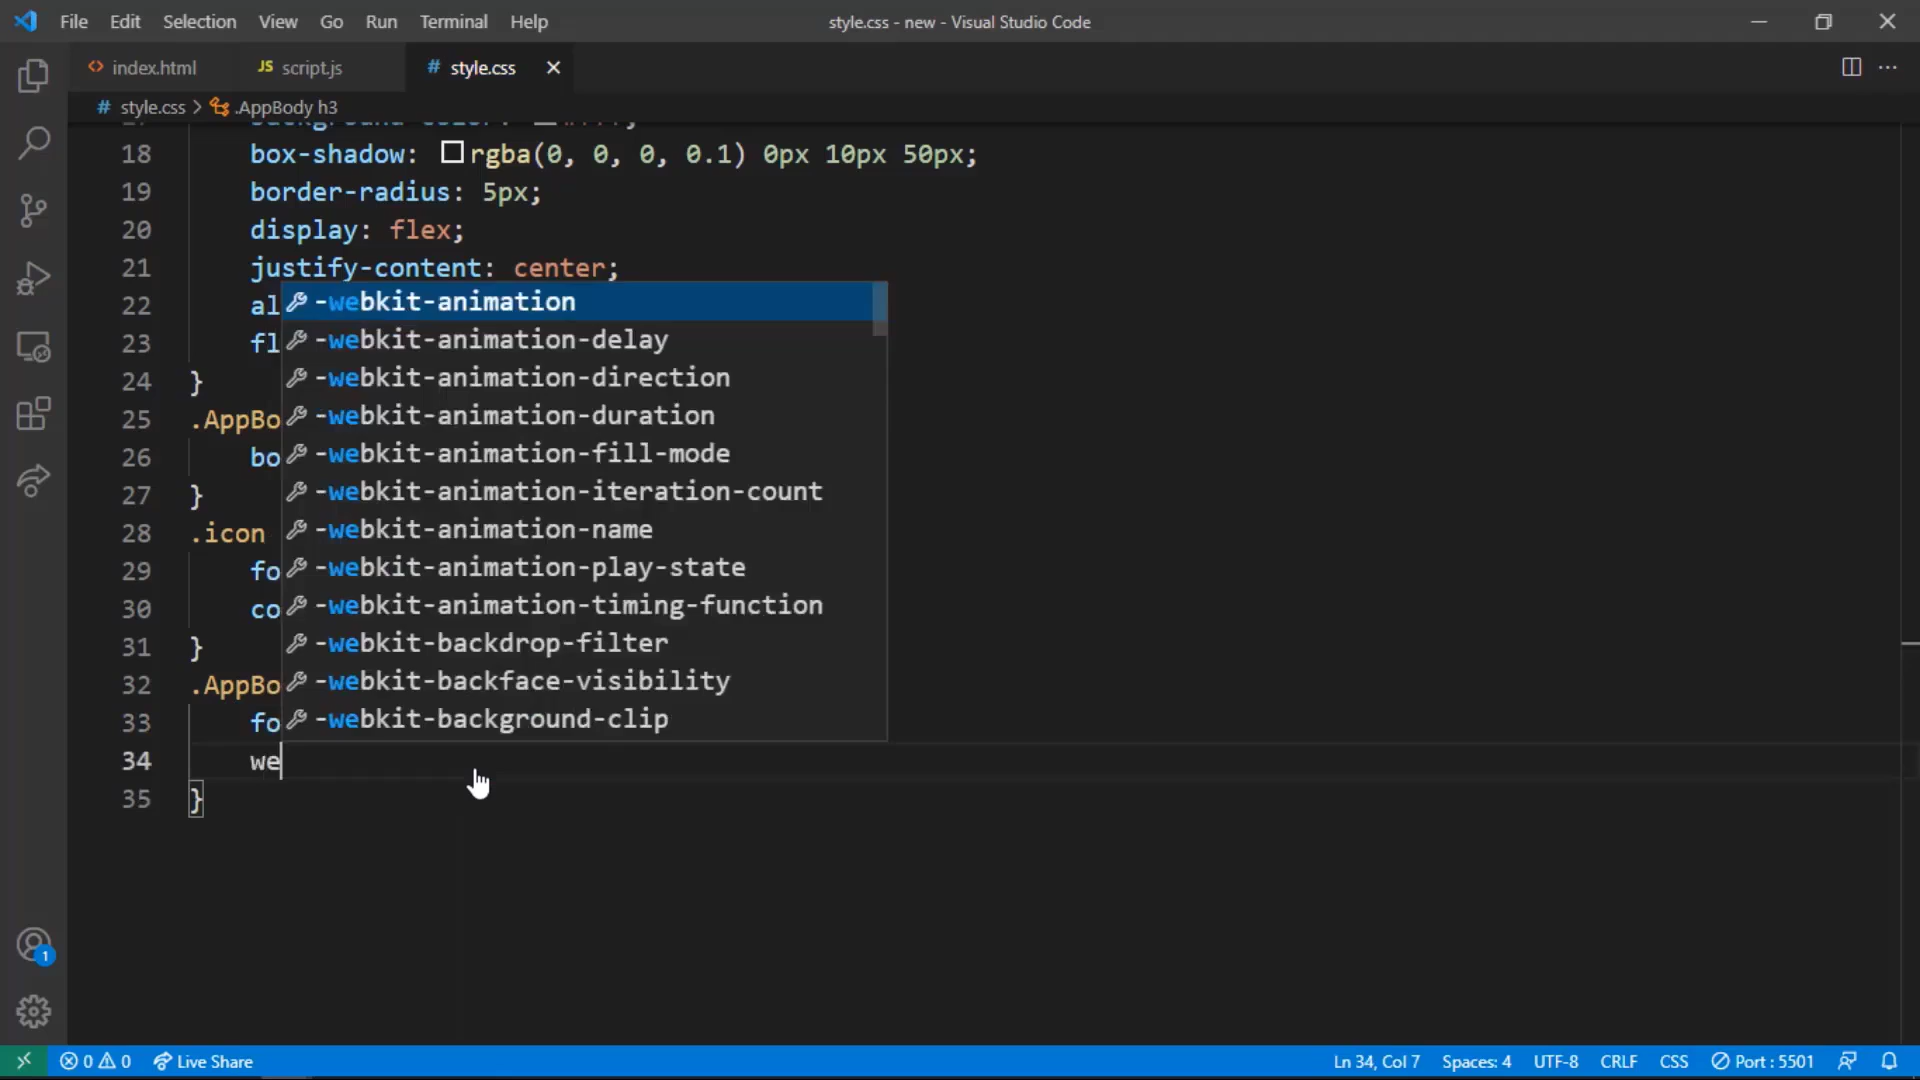 File Edit Selection View Go Run Terminal Help
style.css - new - Visual Studio Code
index.html
JS script.js
# style.css
# style.css > .AppBody h3
18 box-shadow: rgba(0, 0, 0, 0.1) 0px 10px 50px;
19 border-radius: 5px;
20 display: flex;
21 justify-content: center;
22 al
23 fl
24 }
25 .AppBo
26 bo
27 }
28 .icon
29 fo
30 co
31 }
32 .AppBo
33 fo
34 we
35 }
-webkit-animation
-webkit-animation-delay
-webkit-animation-direction
-webkit-animation-duration
-webkit-animation-fill-mode
-webkit-animation-iteration-count
-webkit-animation-name
-webkit-animation-play-state
-webkit-animation-timing-function
-webkit-backdrop-filter
-webkit-backface-visibility
-webkit-background-clip
1
0 0 Live Share
Ln 34, Col 7 Spaces: 4 UTF-8 CRLF CSS Port : 5501